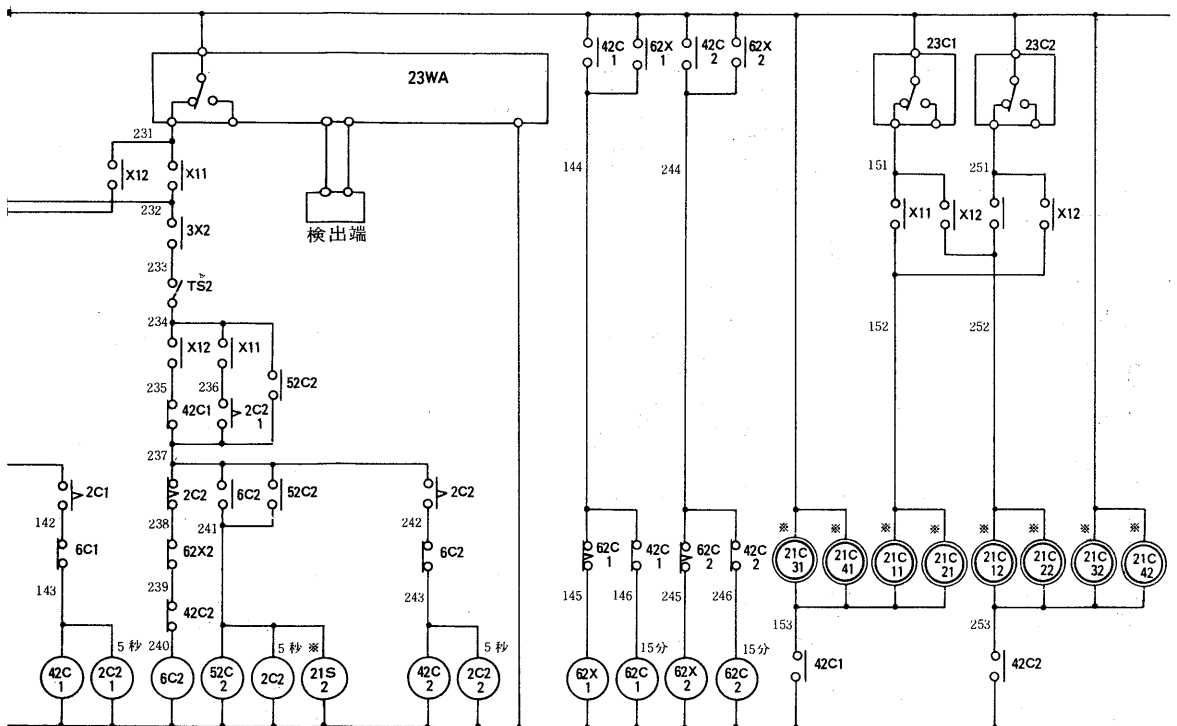 42C 1
62X 1
42C 2
62X 2
23C1
23C2
23WA
231
X12
X11
232
検出端
3X2
233
TS2
234
X12
X11
235
236
52C2
42C1
2C2 1
237
144
244
151
251
X11
X12
X12
152
252
2C1
142
6C1
143
2C2
6C2
52C2
238
241
62X2
239
42C2
240
2C2
242
6C2
243
62C 1
42C 1
62C 2
42C 2
145
146
245
246
※
※
※
※
※
※
21C 31
21C 41
21C 11
21C 21
21C 12
21C 22
21C 32
21C 42
153
253
42C1
42C2
5秒
5秒
※
5秒
15分
15分
42C 1
2C2 1
6C2
52C 2
2C2
21S 2
42C 2
2C2 2
62X 1
62C 1
62X 2
62C 2